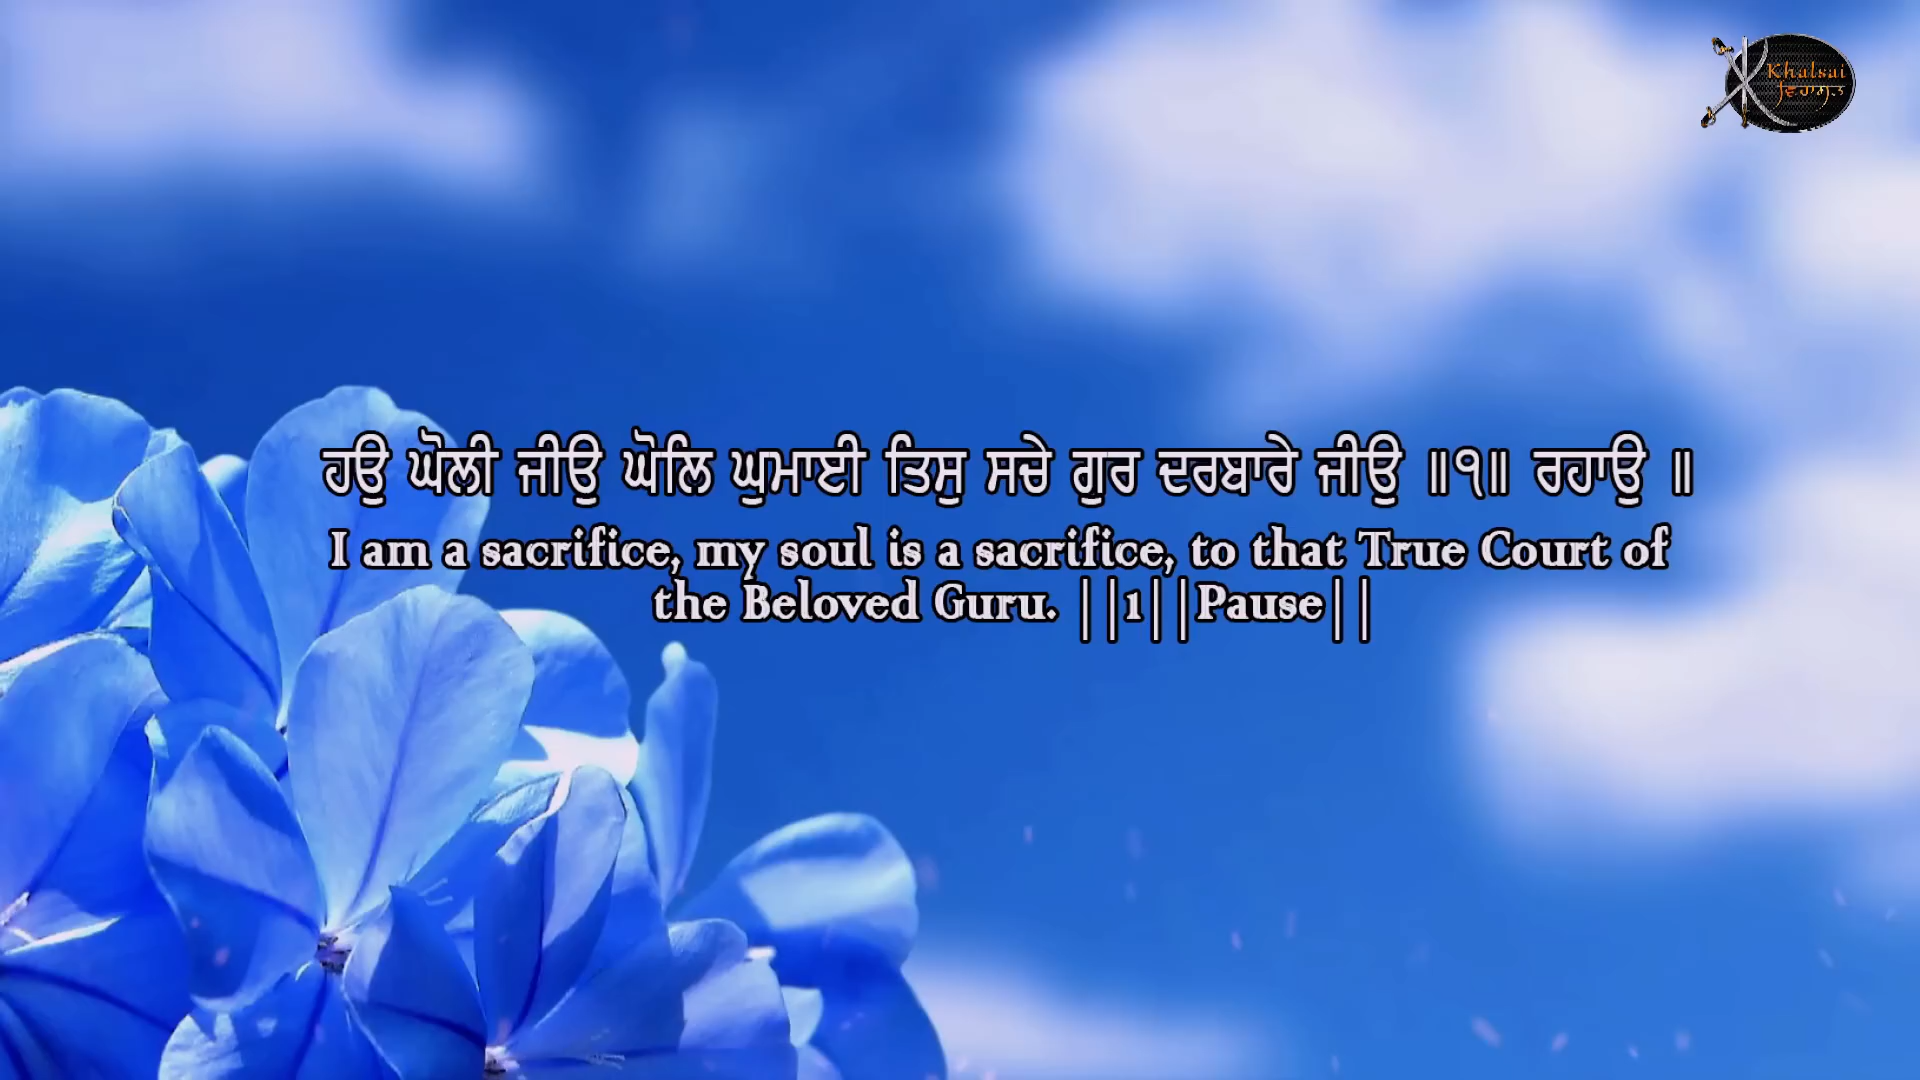 Khalsai
ਵਿਰਾਸਤ
ਹਉ ਘੋਲੀ ਜੀਉ ਘੋਲਿ ਘੁਮਾਈ ਤਿਸੁ ਸਚੇ ਗੁਰ ਦਰਬਾਰੇ ਜੀਉ ॥੧॥ ਰਹਾਉ ॥
I am a sacrifice, my soul is a sacrifice, to that True Court of
the Beloved Guru. ||1||Pause||